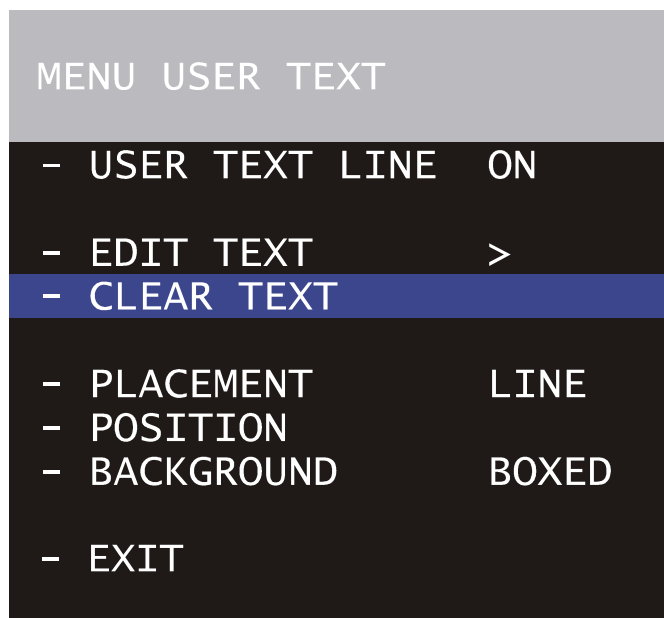 MENU USER TEXT
- USER TEXT LINE ON
- EDIT TEXT >
- CLEAR TEXT
- PLACEMENT LINE
- POSITION
- BACKGROUND BOXED
- EXIT